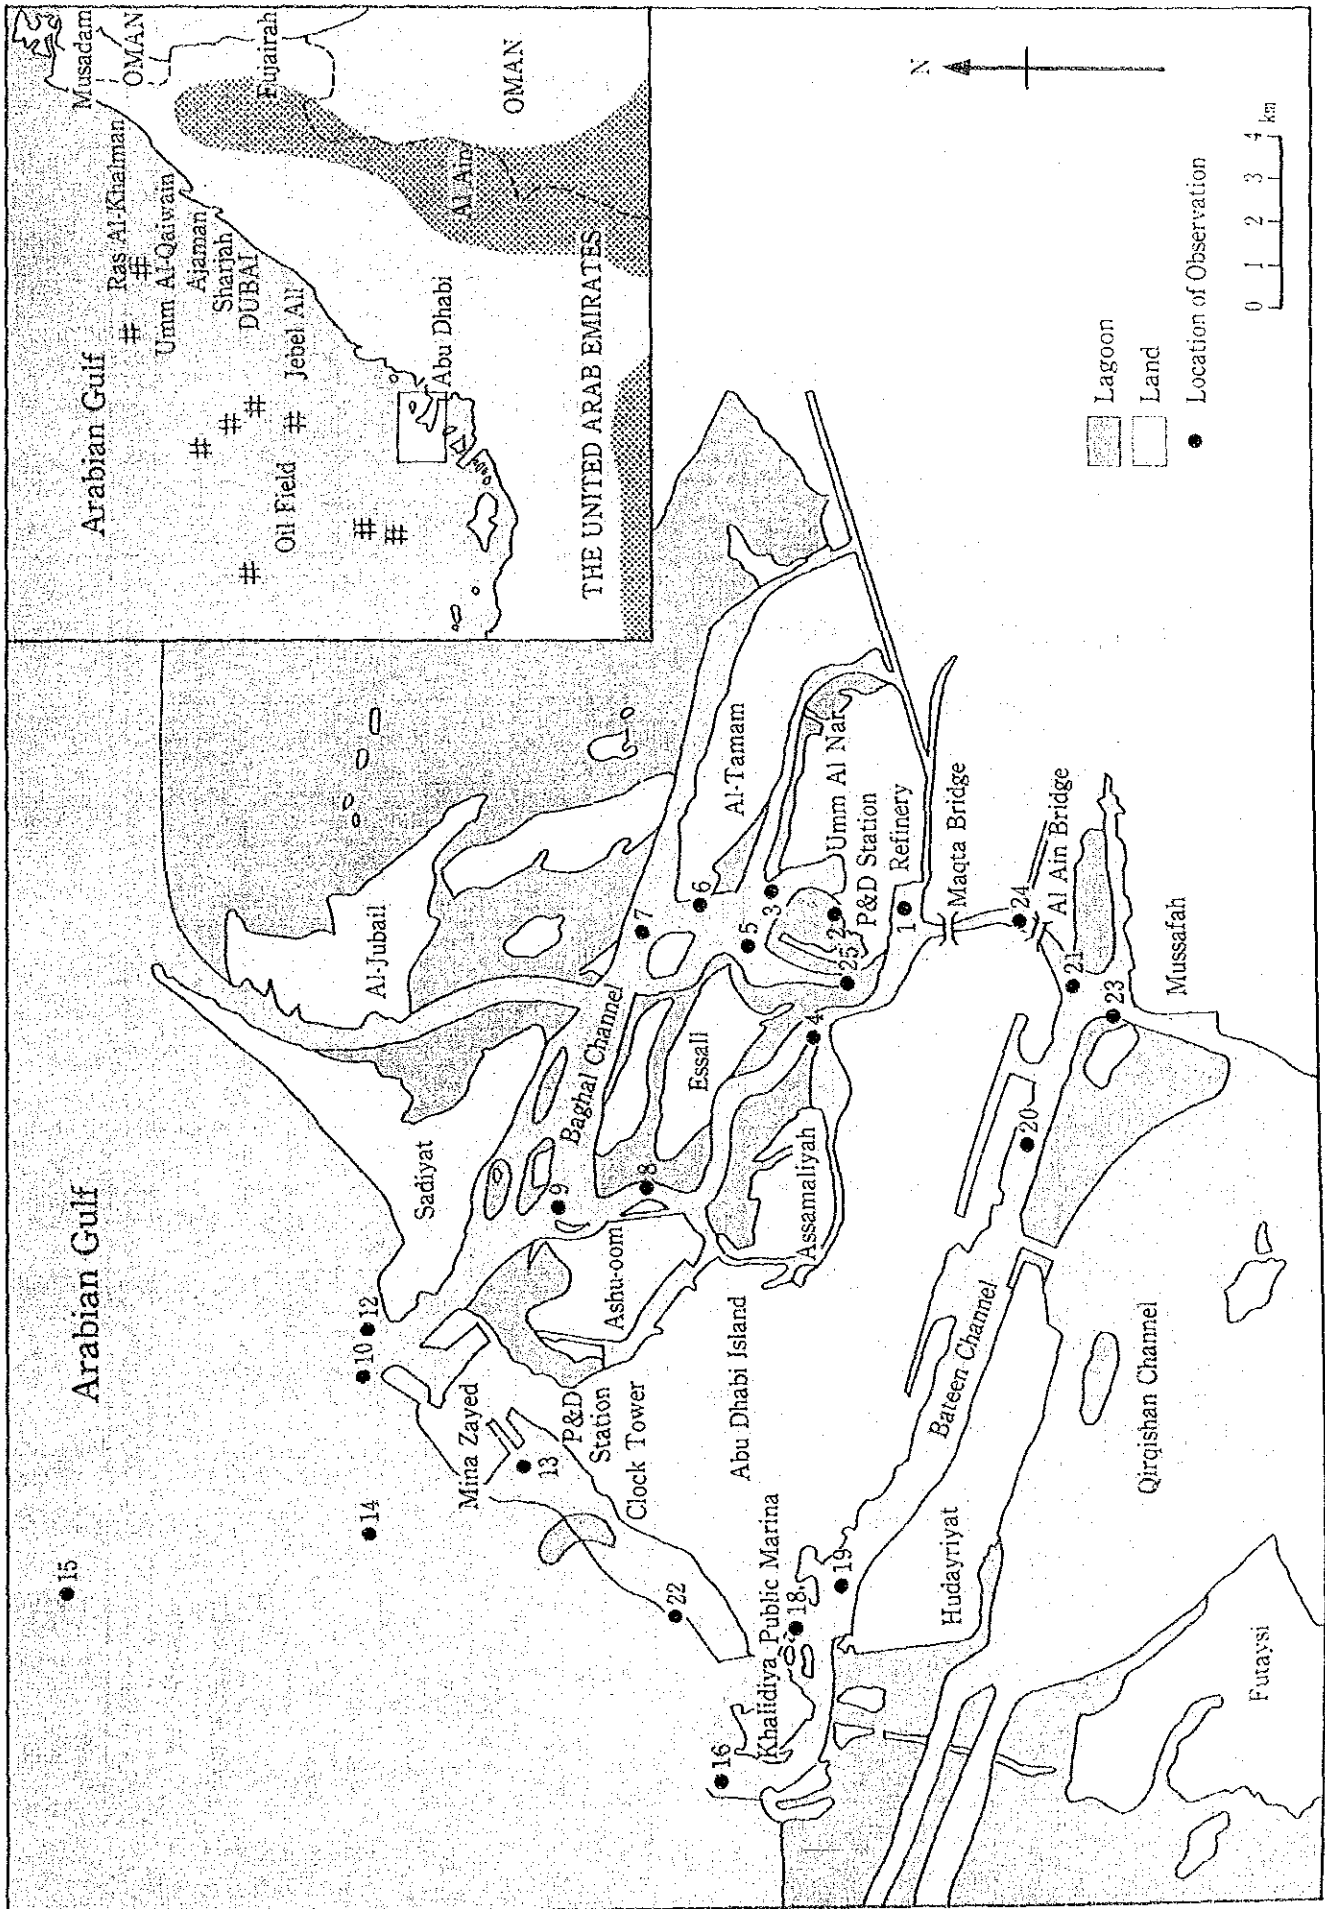 Arabian Gulf
Arabian Gulf
Musadam
OMAN
Fujairah
Ras Al-Khalman
Umm Al-Qaiwain
Ajaman
Sharjah
DUBAI
Jebel Ali
Abu Dhabi
Al Ain
OMAN
Oil Field
THE UNITED ARAB EMIRATES
N
15
14
10
12
Mina Zayed
13
P&D
Station
Clock Tower
22
16
Khalidiya Public Marina
18
19
Sadiyat
Al-Jubail
9
Baghal Channel
8
7
6
5
3
2
25
4
1
Ashu-oom
Essali
Assamaliyah
Al-Tamam
Umm Al Nar
P&D Station
Refinery
Maqta Bridge
24
Al Ain Bridge
21
23
20
Mussafah
Abu Dhabi Island
Bateen Channel
Hudayriyat
Qirqishan Channel
Futaysi
Lagoon
Land
Location of Observation
0 1 2 3 4 km